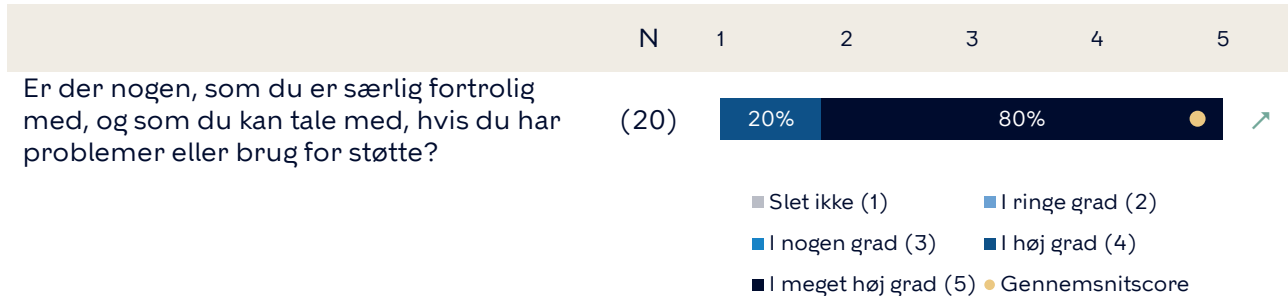 N 1 2 3 4 5
Er der nogen, som du er særlig fortrolig
med, og som du kan tale med, hvis du har
problemer eller brug for støtte?
(20) 20% 80%
Slet ikke (1) I ringe grad (2)
I nogen grad (3) I høj grad (4)
I meget høj grad (5) Gennemsnitscore